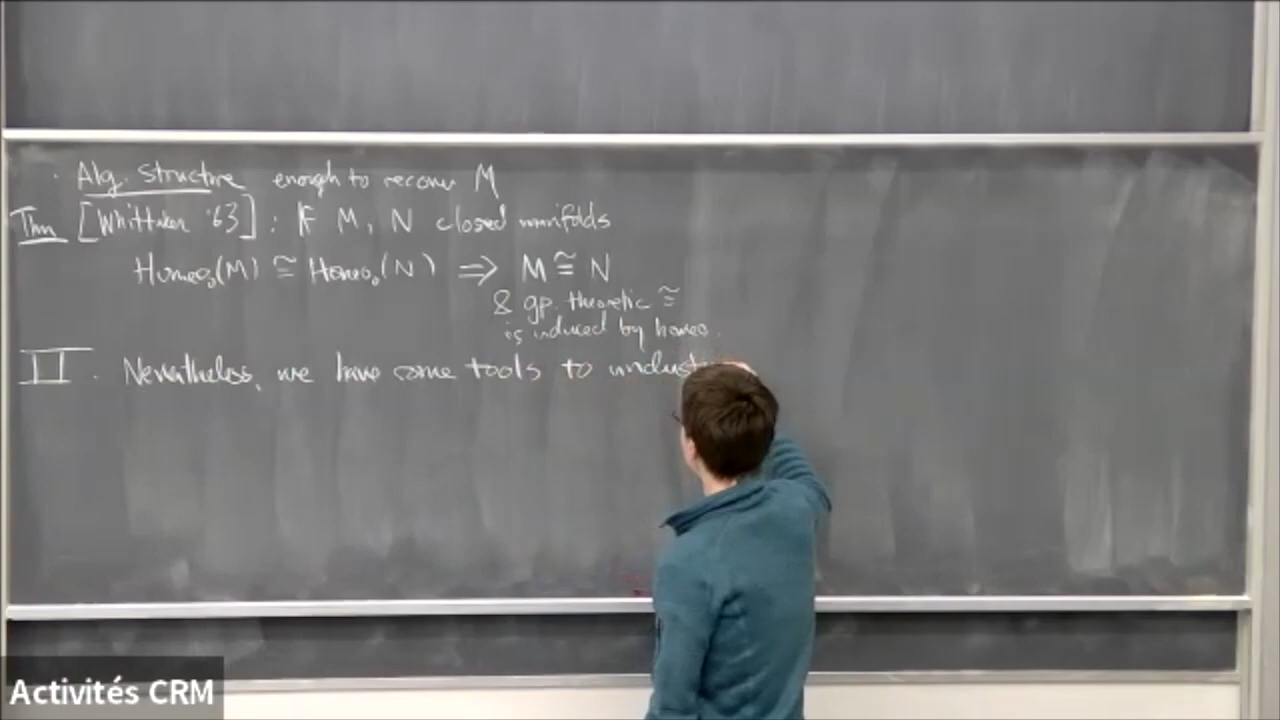 · Alg. structure enough to recover M
Thm [Whittaker '63] : If M, N closed manifolds
Homeo₀(M) ≅ Homeo₀(N) ⇒ M ≅ N
& gp. theoretic ≅
is induced by homeo.
II. Nevertheless, we have some tools to
Activités CRM